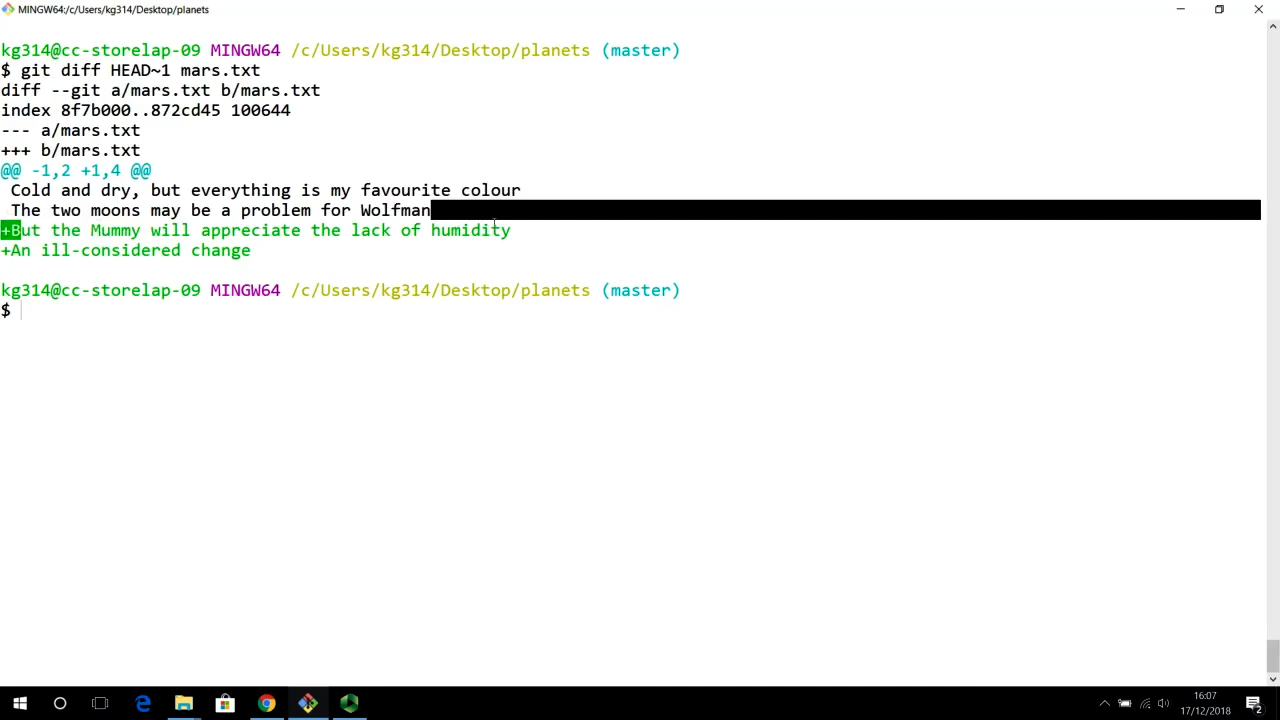 MINGW64:/c/Users/kg314/Desktop/planets
kg314@cc-storelap-09 MINGW64 /c/Users/kg314/Desktop/planets (master)
$ git diff HEAD~1 mars.txt
diff --git a/mars.txt b/mars.txt
index 8f7b000..872cd45 100644
--- a/mars.txt
+++ b/mars.txt
@@ -1,2 +1,4 @@
 Cold and dry, but everything is my favourite colour
 The two moons may be a problem for Wolfman
+But the Mummy will appreciate the lack of humidity
+An ill-considered change
kg314@cc-storelap-09 MINGW64 /c/Users/kg314/Desktop/planets (master)
$
16:07
17/12/2018
2